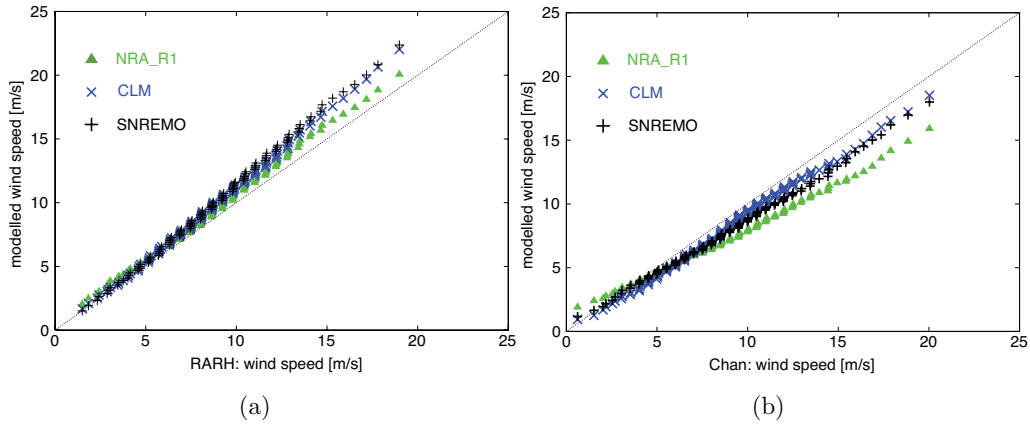 25
20
15
10
5
0
modelled wind speed [m/s]
NRA_R1
CLM
SNREMO
0 5 10 15 20 25
RARH: wind speed [m/s]
(a)
25
20
15
10
5
0
modelled wind speed [m/s]
NRA_R1
CLM
SNREMO
0 5 10 15 20 25
Chan: wind speed [m/s]
(b)